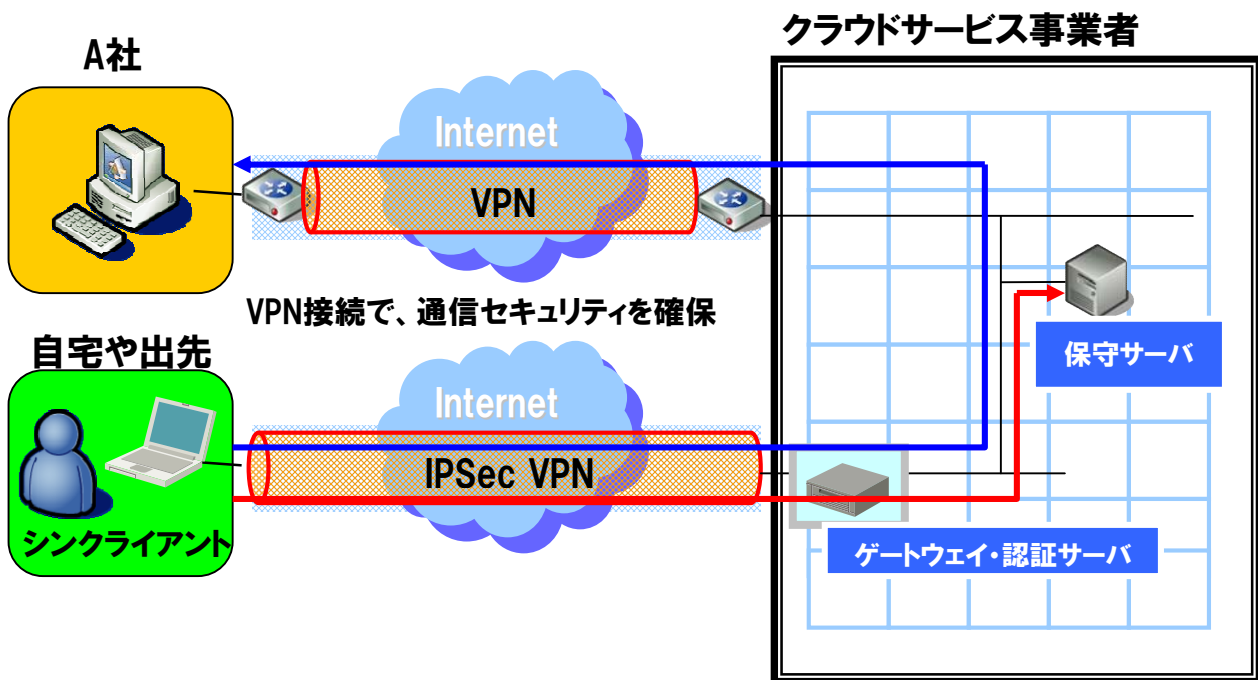 クラウドサービス事業者
A社
Internet
VPN
VPN接続で、通信セキュリティを確保
保守サーバ
自宅や出先
Internet
IPSec VPN
シンクライアント
ゲートウェイ・認証サーバ